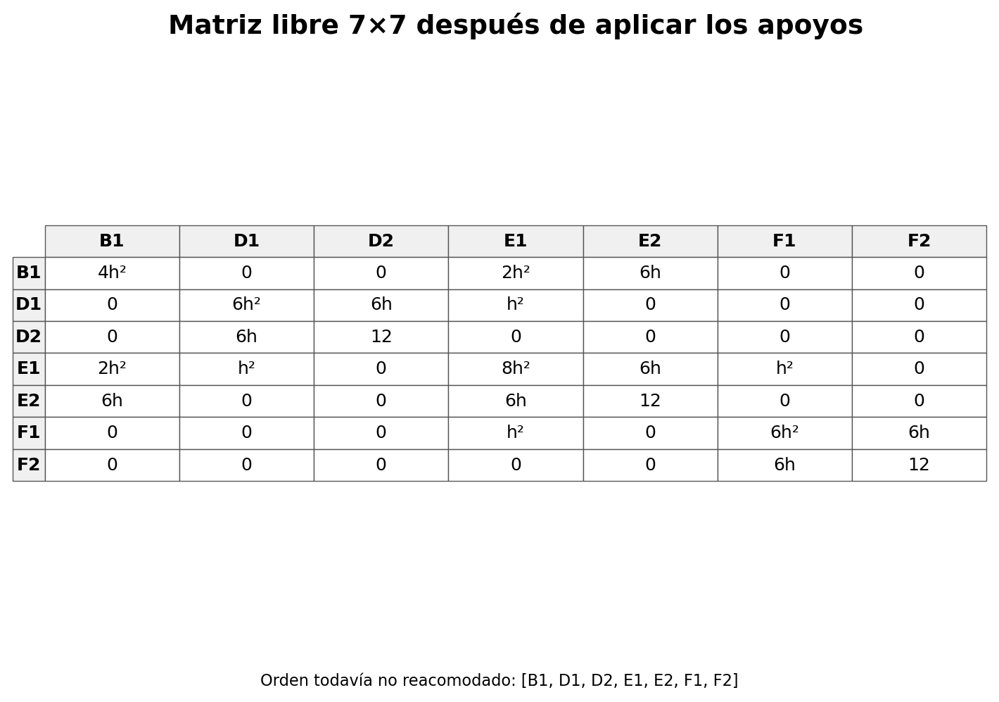 Matriz libre 7×7 después de aplicar los apoyos
B1 D1 D2 E1 E2 F1 F2
B1 4h² 0 0 2h² 6h 0 0
D1 0 6h² 6h h² 0 0 0
D2 0 6h 12 0 0 0 0
E1 2h² h² 0 8h² 6h h² 0
E2 6h 0 0 6h 12 0 0
F1 0 0 0 h² 0 6h² 6h
F2 0 0 0 0 0 6h 12
Orden todavía no reacomodado: [B1, D1, D2, E1, E2, F1, F2]